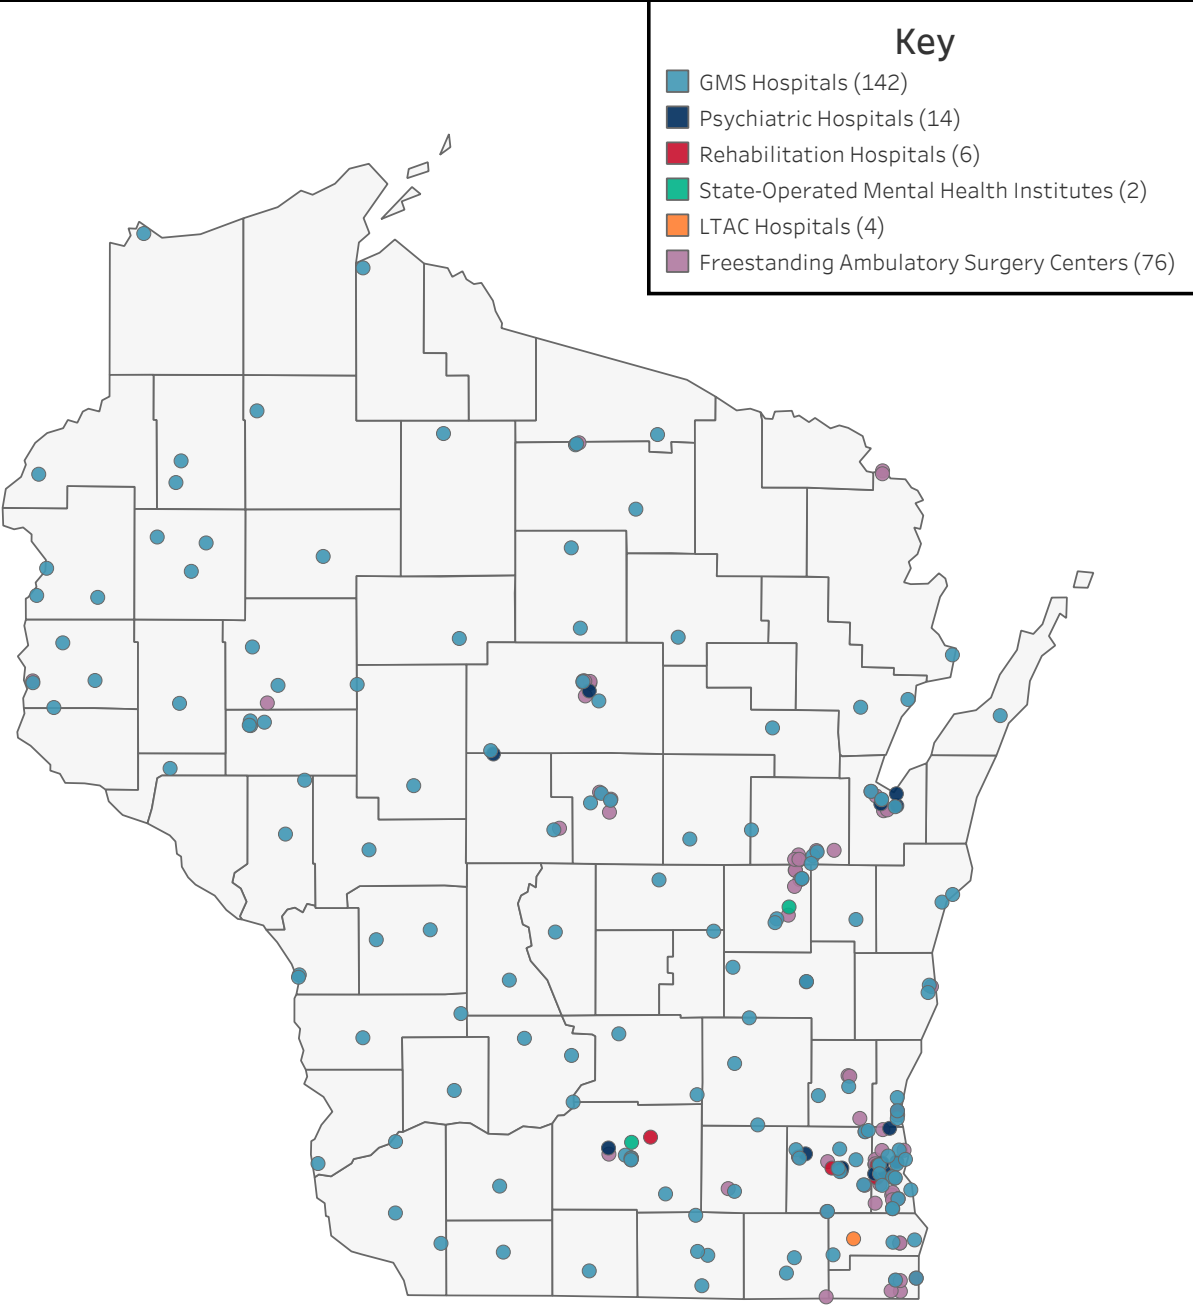 Key
GMS Hospitals (142)
Psychiatric Hospitals (14)
Rehabilitation Hospitals (6)
State-Operated Mental Health Institutes (2)
LTAC Hospitals (4)
Freestanding Ambulatory Surgery Centers (76)